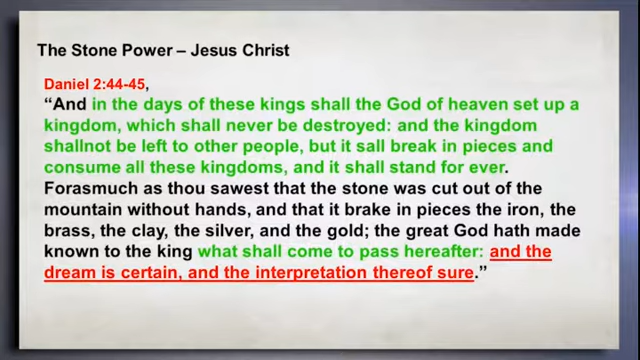 The Stone Power – Jesus Christ
Daniel 2:44-45,
“And in the days of these kings shall the God of heaven set up a
kingdom, which shall never be destroyed: and the kingdom
shallnot be left to other people, but it sall break in pieces and
consume all these kingdoms, and it shall stand for ever.
Forasmuch as thou sawest that the stone was cut out of the
mountain without hands, and that it brake in pieces the iron, the
brass, the clay, the silver, and the gold; the great God hath made
known to the king what shall come to pass hereafter: and the
dream is certain, and the interpretation thereof sure.”